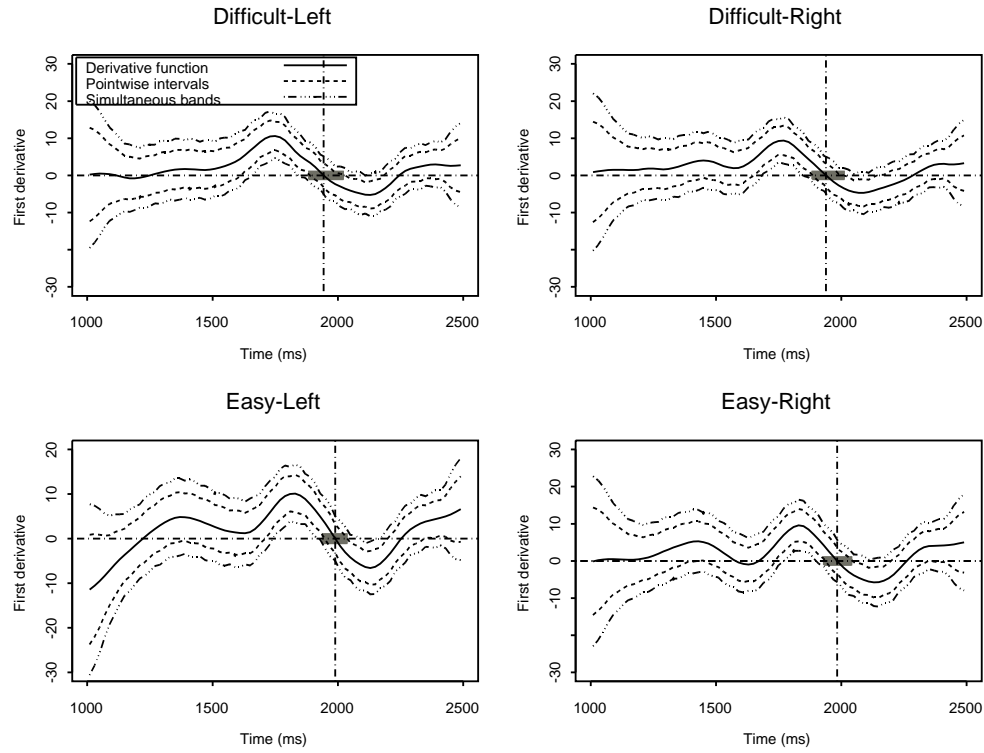 Difficult-Left
First derivative
30
20
10
0
-10
-30
Derivative function
Pointwise intervals
Simultaneous bands
1000 1500 2000 2500
Time (ms)
Difficult-Right
First derivative
30
20
10
0
-10
-30
1000 1500 2000 2500
Time (ms)
Easy-Left
First derivative
20
10
0
-10
-20
-30
1000 1500 2000 2500
Time (ms)
Easy-Right
First derivative
30
20
10
0
-10
-30
1000 1500 2000 2500
Time (ms)